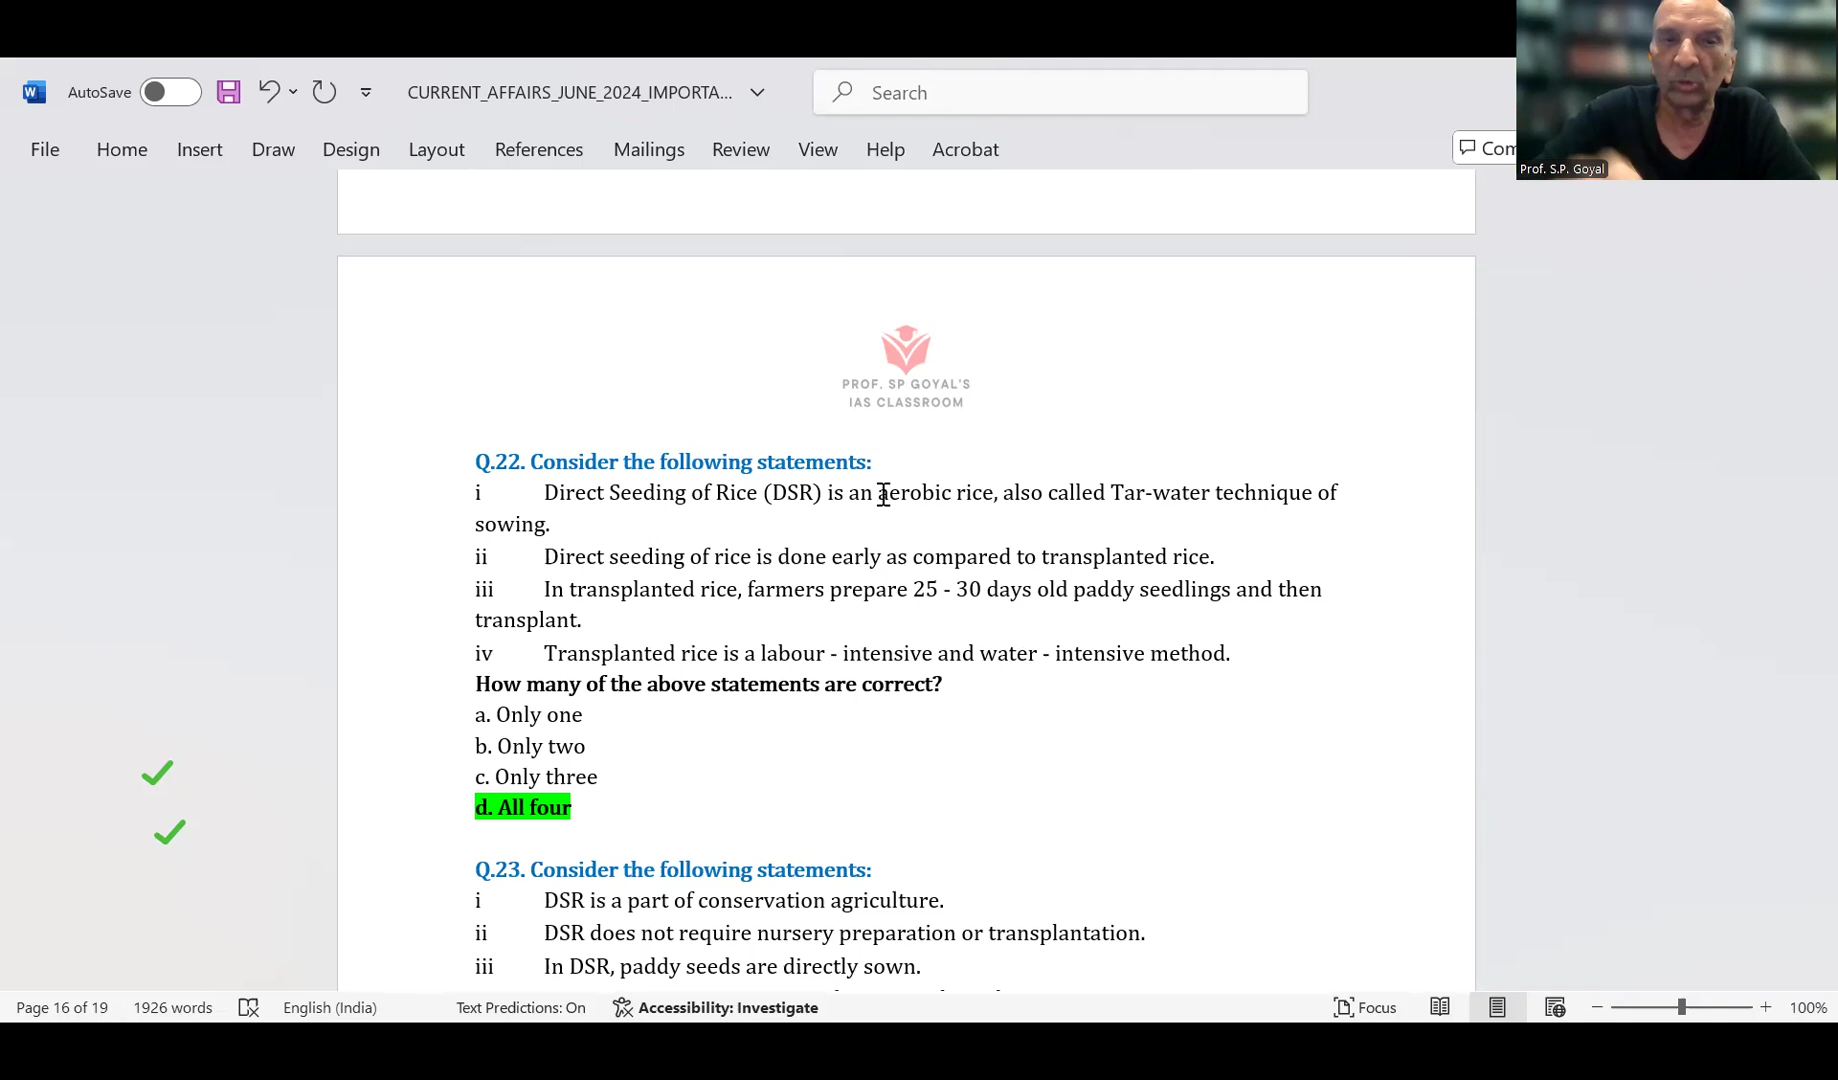 AutoSave
CURRENT_AFFAIRS_JUNE_2024_IMPORTA...
Search
File Home Insert Draw Design Layout References Mailings Review View Help Acrobat
Com
Prof. S.P. Goyal
PROF. SP GOYAL'S
IAS CLASSROOM
Q.22. Consider the following statements:
i Direct Seeding of Rice (DSR) is an aerobic rice, also called Tar-water technique of
sowing.
ii Direct seeding of rice is done early as compared to transplanted rice.
iii In transplanted rice, farmers prepare 25 - 30 days old paddy seedlings and then
transplant.
iv Transplanted rice is a labour - intensive and water - intensive method.
How many of the above statements are correct?
a. Only one
b. Only two
c. Only three
d. All four
Q.23. Consider the following statements:
i DSR is a part of conservation agriculture.
ii DSR does not require nursery preparation or transplantation.
iii In DSR, paddy seeds are directly sown.
Page 16 of 19 1926 words English (India) Text Predictions: On Accessibility: Investigate Focus 100%